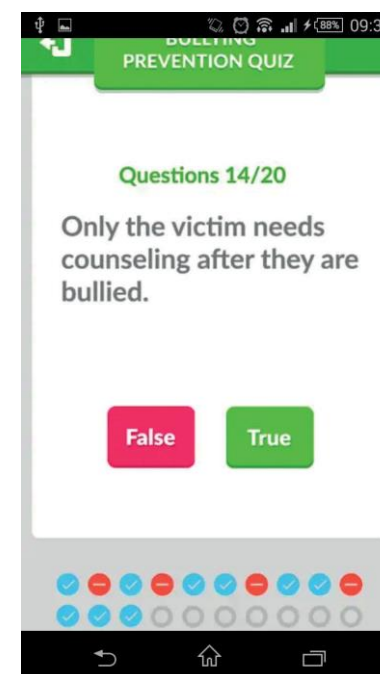 88% 09:3
BULLYING
PREVENTION QUIZ
Questions 14/20
Only the victim needs
counseling after they are
bullied.
False
True